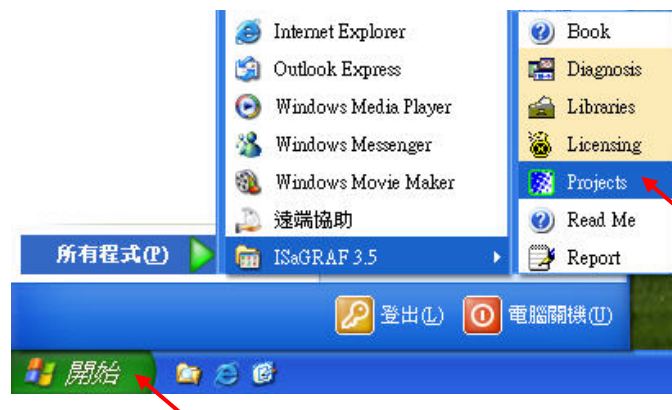 Internet Explorer
Outlook Express
Windows Media Player
Windows Messenger
Windows Movie Maker
遠端協助
ISaGRAF 3.5
Book
Diagnosis
Libraries
Licensing
Projects
Read Me
Report
所有程式(P)
登出(L)
電腦關機(U)
開始